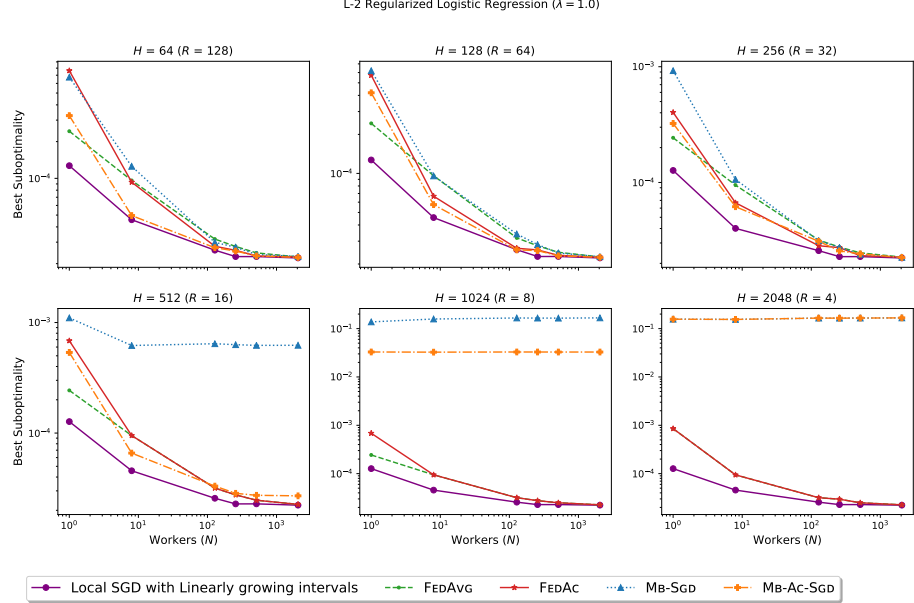 L-2 Regularized Logistic Regression (λ = 1.0)
H = 64 (R = 128)
H = 128 (R = 64)
H = 256 (R = 32)
Best Suboptimality
10⁻⁴
10⁻⁴
10⁻³
10⁻⁴
H = 512 (R = 16)
H = 1024 (R = 8)
H = 2048 (R = 4)
Best Suboptimality
10⁻³
10⁻⁴
10⁻¹
10⁻²
10⁻³
10⁻⁴
10⁻¹
10⁻²
10⁻³
10⁻⁴
10⁰ 10¹ 10² 10³
10⁰ 10¹ 10² 10³
10⁰ 10¹ 10² 10³
Workers (N)
Workers (N)
Workers (N)
Local SGD with Linearly growing intervals FedAvg FedAc Mb-Sgd Mb-Ac-Sgd